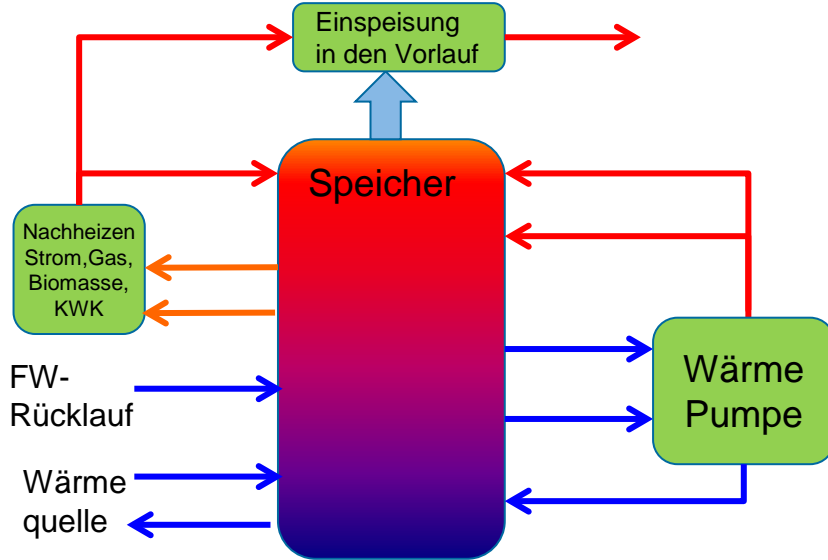 Einspeisung
in den Vorlauf
Speicher
Nachheizen
Strom,Gas,
Biomasse,
KWK
FW-
Rücklauf
Wärme
quelle
Wärme
Pumpe